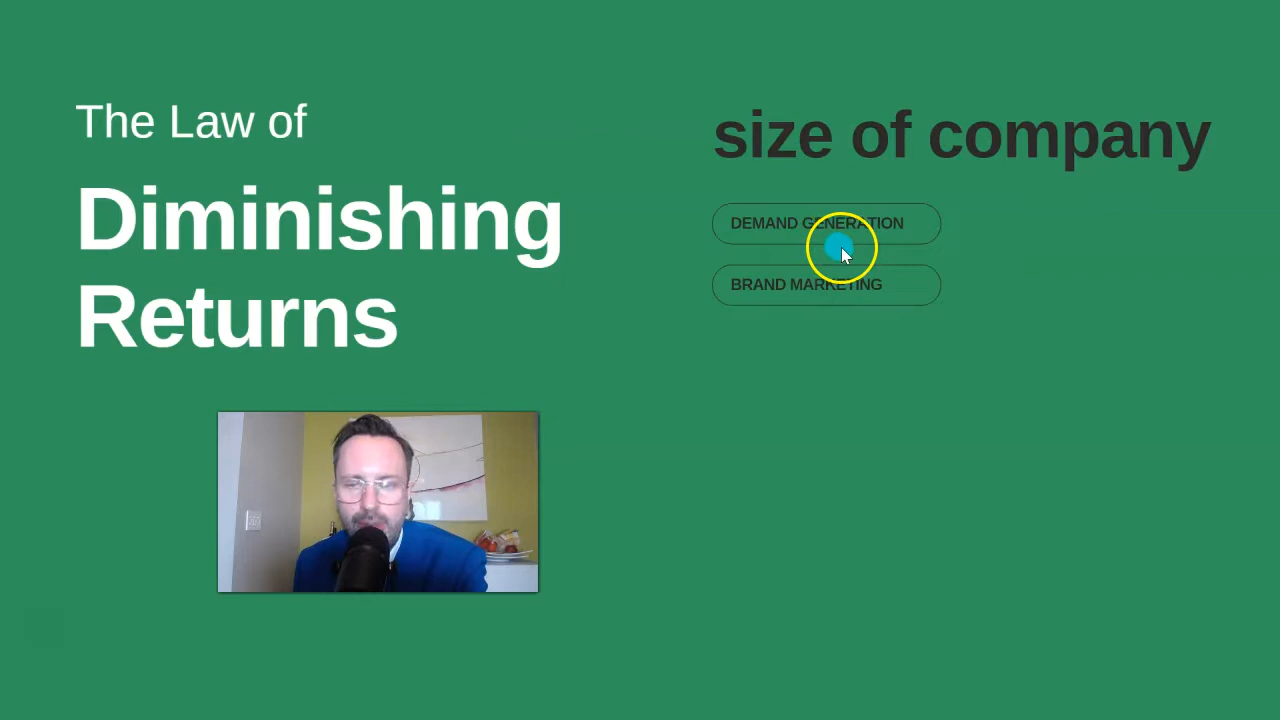 The Law of
Diminishing
Returns
size of company
DEMAND GENERATION
BRAND MARKETING